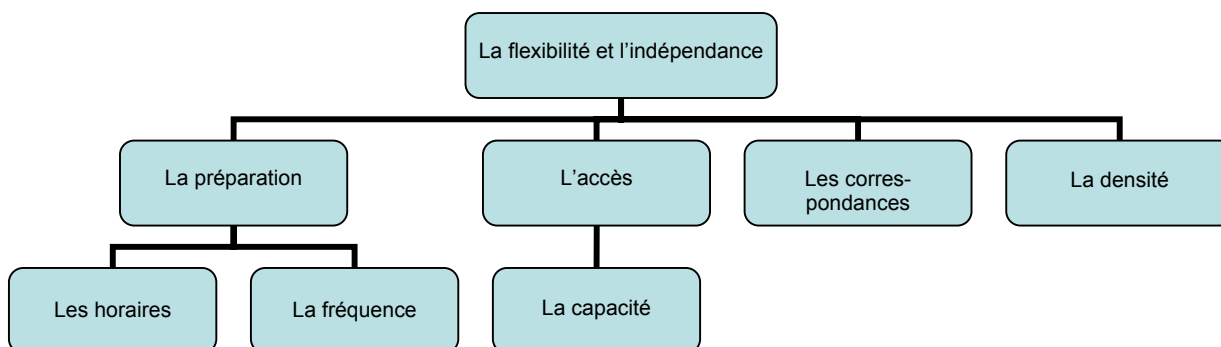 La flexibilité et l’indépendance
La préparation
L’accès
Les corres-
pondances
La densité
Les horaires
La fréquence
La capacité